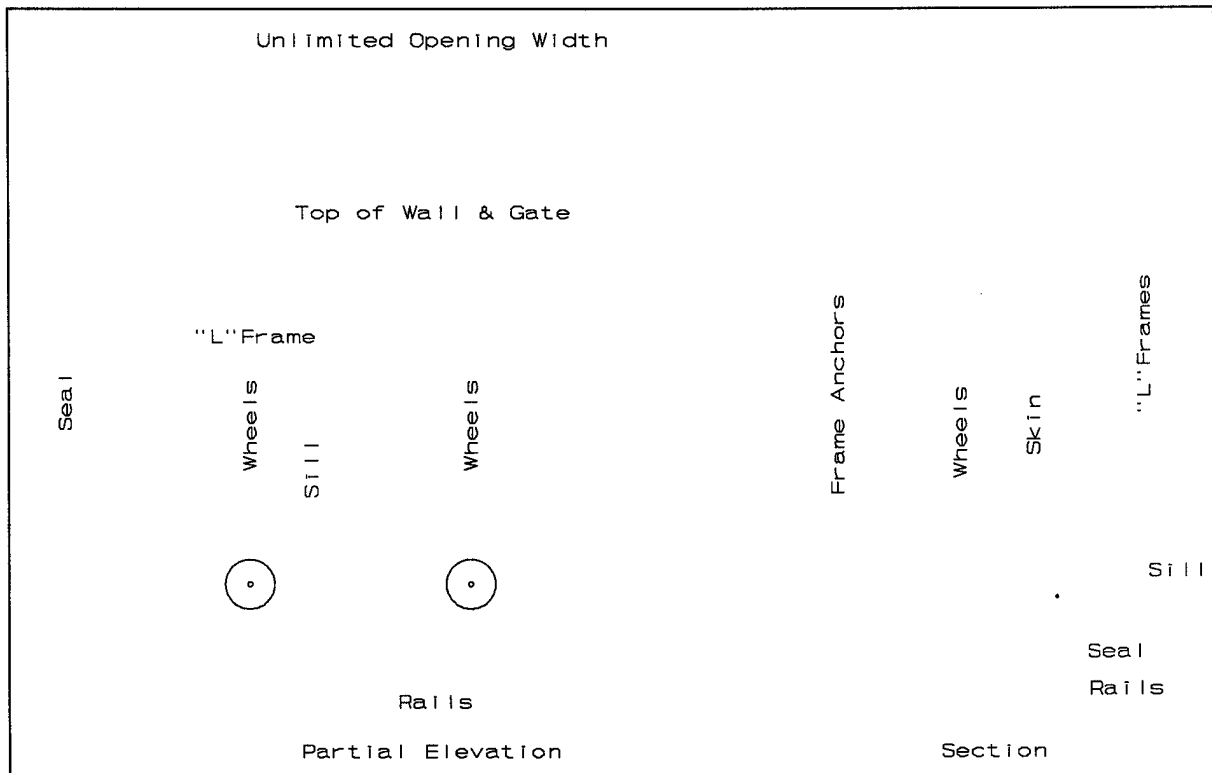 Unlimited Opening Width
Top of Wall & Gate
"L"Frame
Seal
Wheels
Sill
Wheels
Rails
Partial Elevation
Frame Anchors
Wheels
Skin
"L"Frames
Sill
Seal
Rails
Section